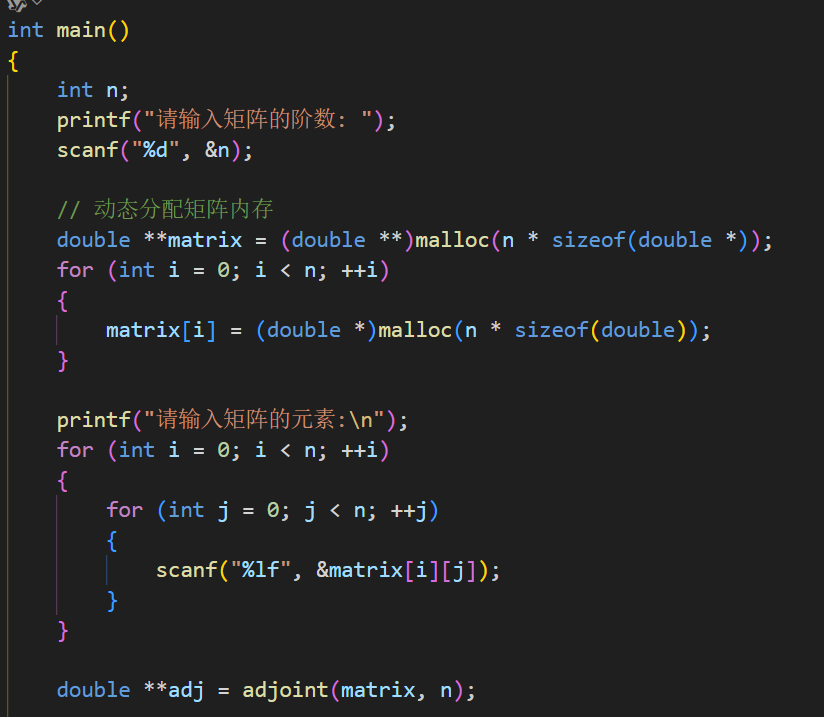 int main()
{
    int n;
    printf("请输入矩阵的阶数: ");
    scanf("%d", &n);

    // 动态分配矩阵内存
    double **matrix = (double **)malloc(n * sizeof(double *));
    for (int i = 0; i < n; ++i)
    {
        matrix[i] = (double *)malloc(n * sizeof(double));
    }

    printf("请输入矩阵的元素:\n");
    for (int i = 0; i < n; ++i)
    {
        for (int j = 0; j < n; ++j)
        {
            scanf("%lf", &matrix[i][j]);
        }
    }

    double **adj = adjoint(matrix, n);